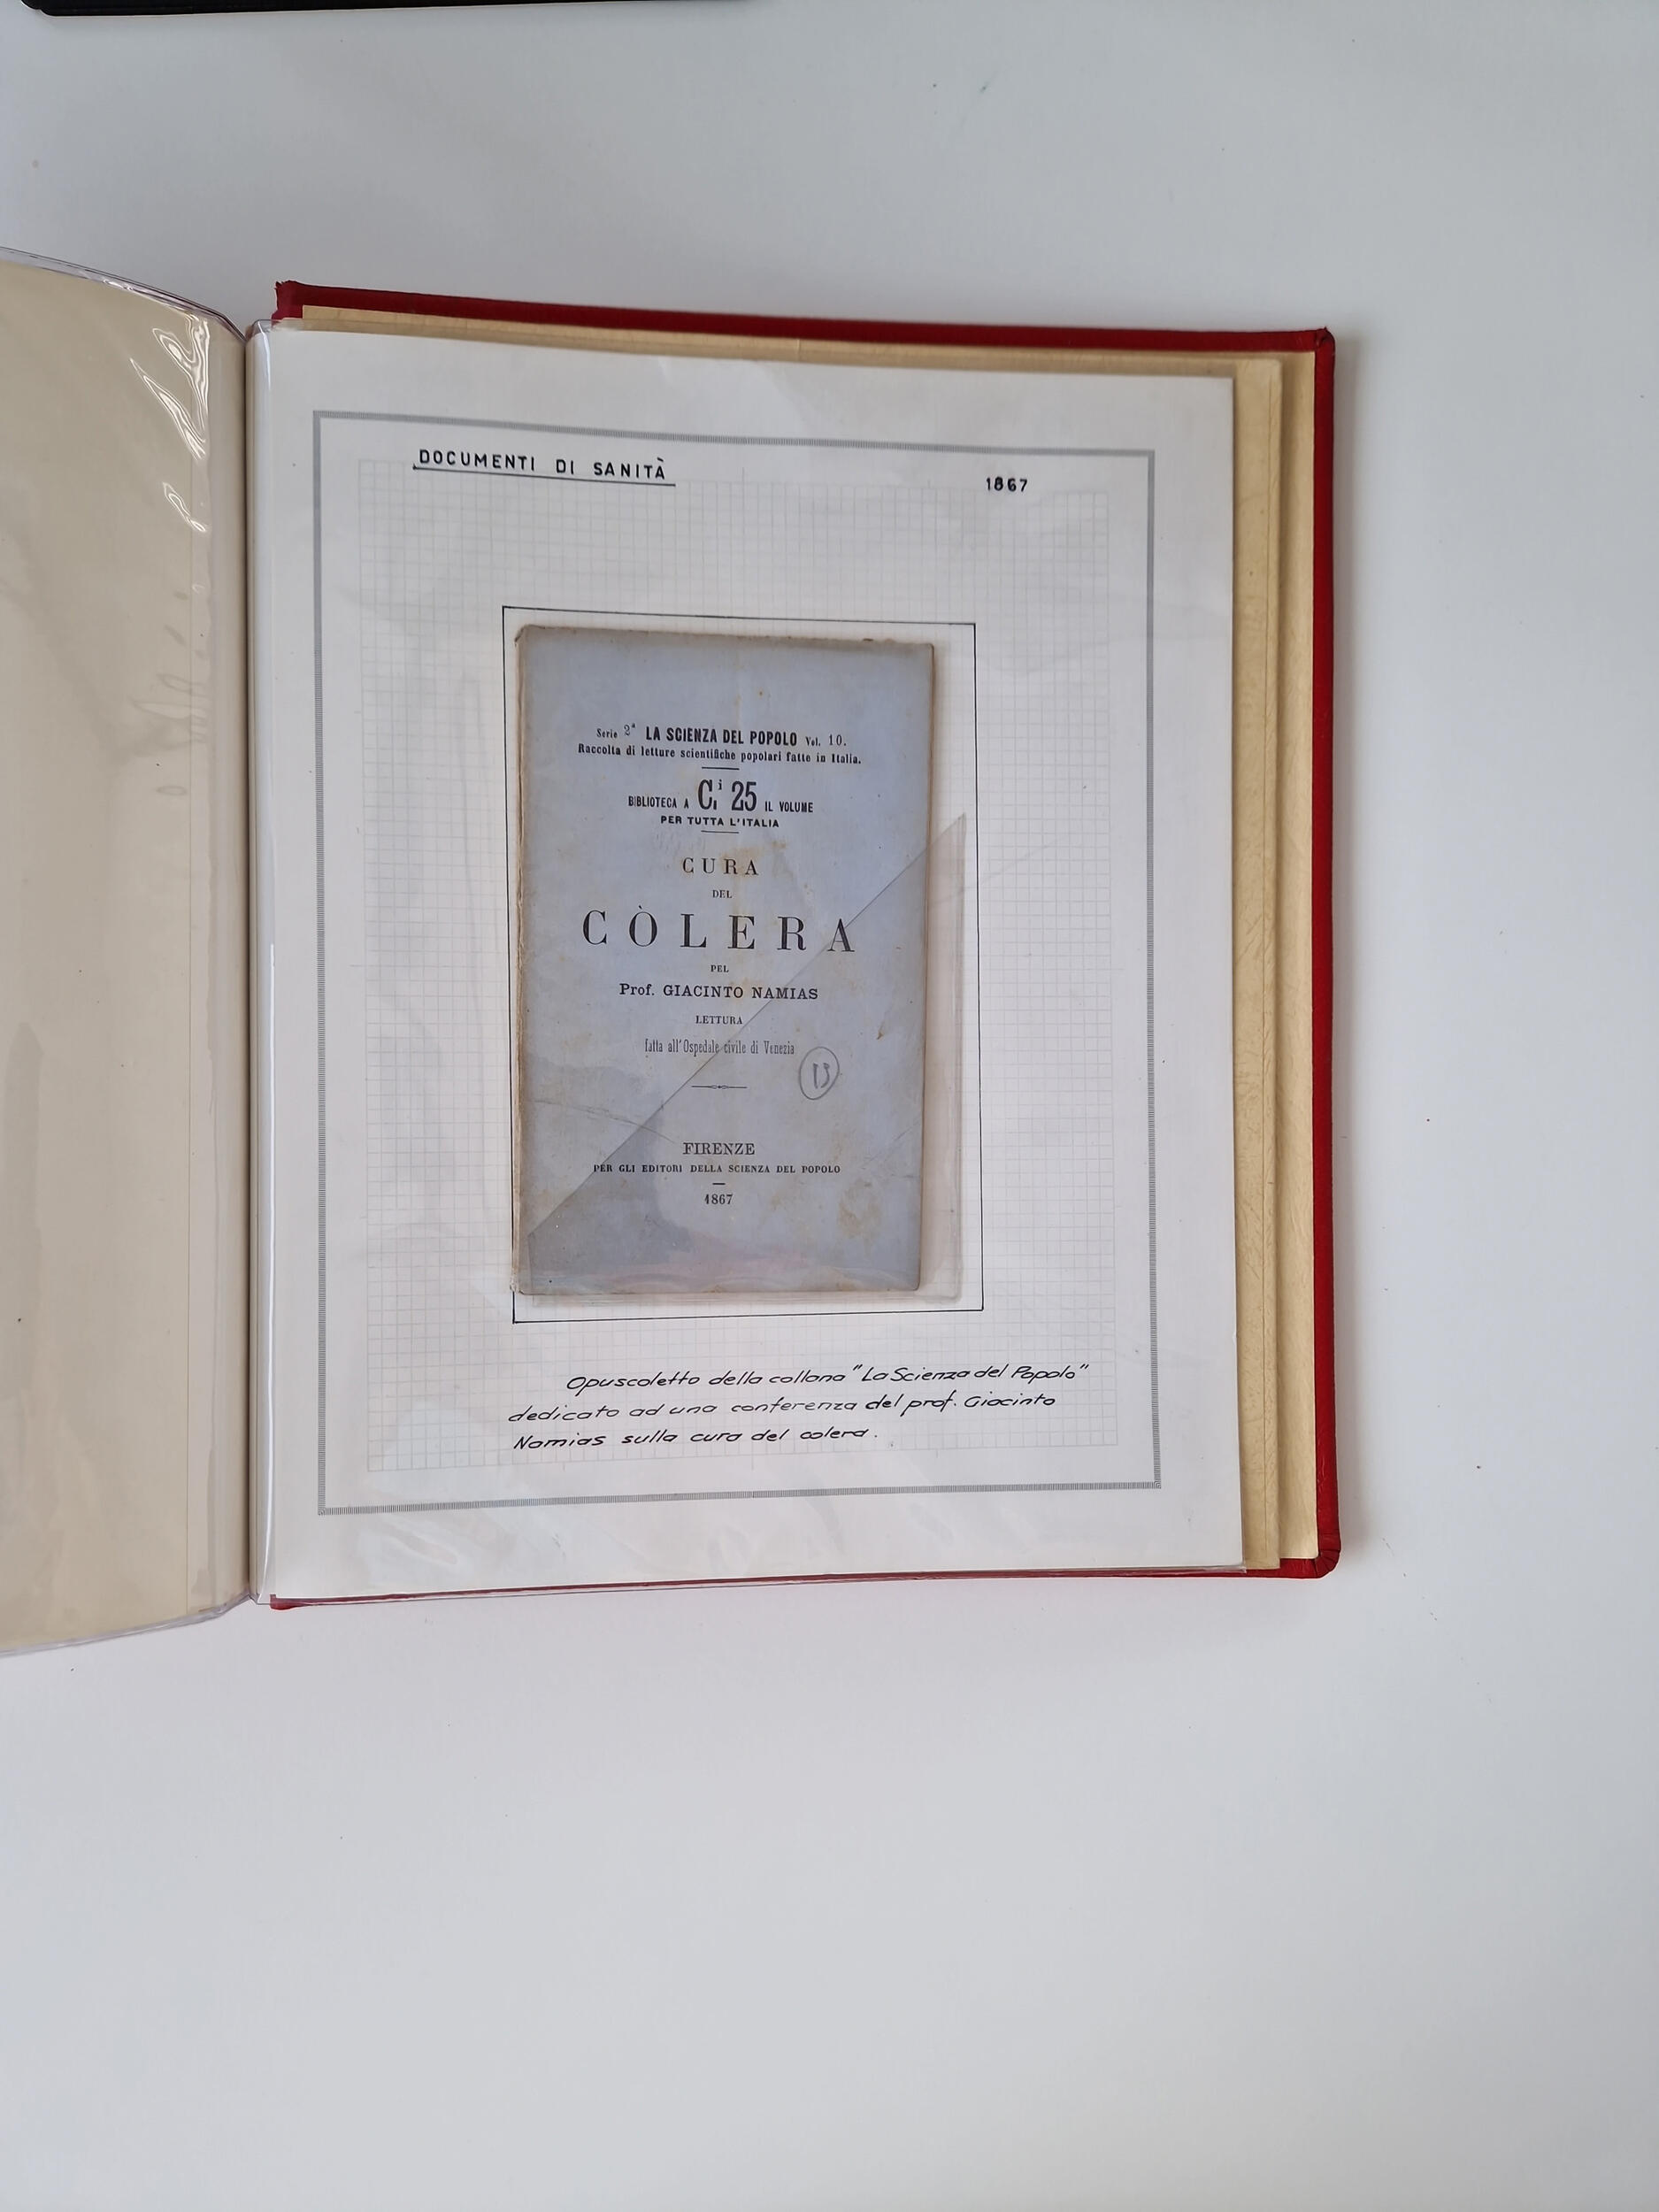 DOCUMENTI DI SANITÀ
1867
Serie 2ª LA SCIENZA DEL POPOLO Vol. 10.
Raccolta di letture scientifiche popolari fatte in Italia.
BIBLIOTECA A C.i 25 IL VOLUME
PER TUTTA L'ITALIA
CURA
DEL
CÒLERA
PEL
Prof. GIACINTO NAMIAS
LETTURA
fatta all'Ospedale civile di Venezia
13
FIRENZE
PER GLI EDITORI DELLA SCIENZA DEL POPOLO
1867
Opuscoletto della collana "La Scienza del Popolo"
dedicato ad una conferenza del prof. Giacinto
Namias sulla cura del colera.